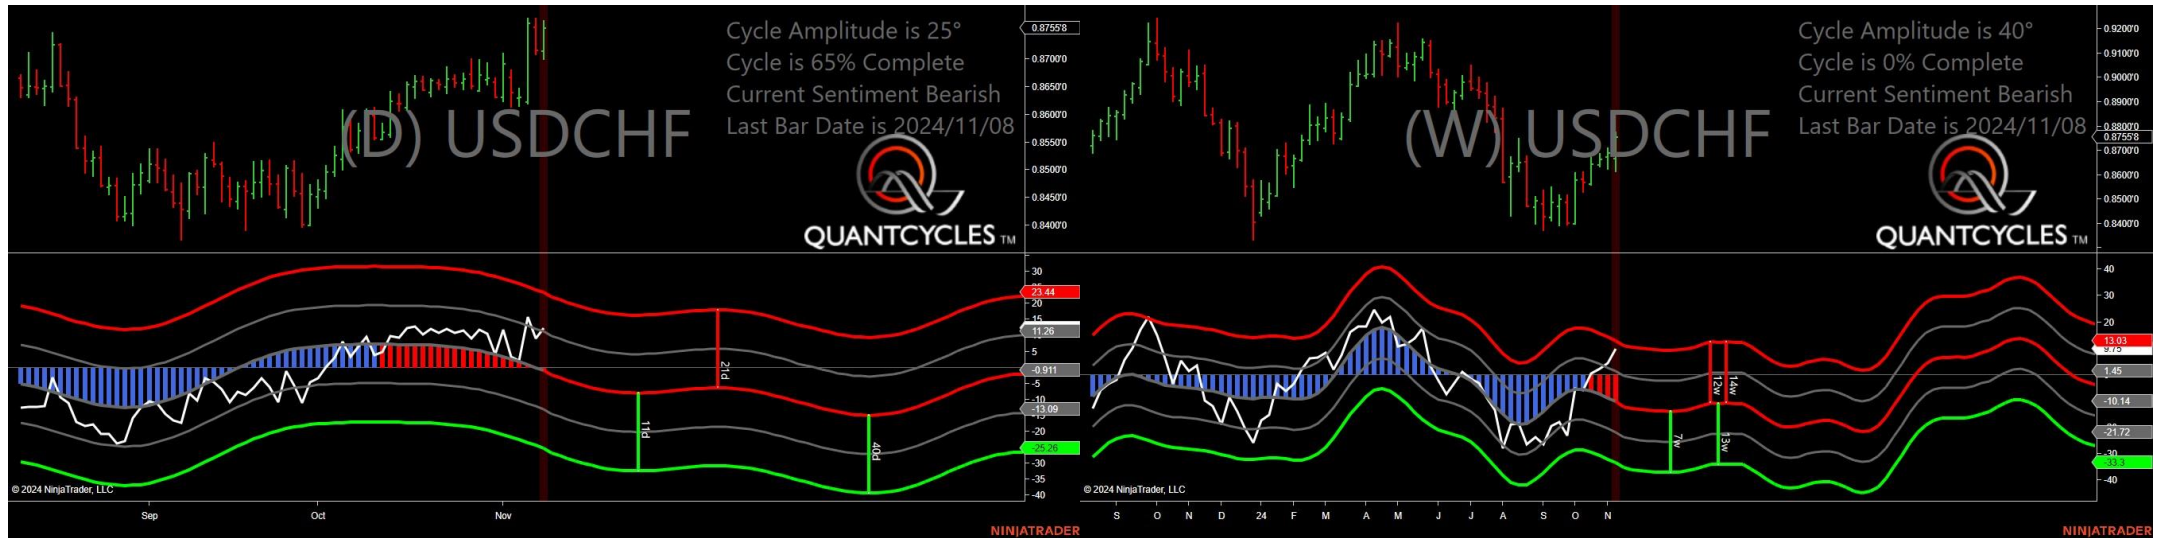 Cycle Amplitude is 25°
Cycle is 65% Complete
Current Sentiment Bearish
Last Bar Date is 2024/11/08
(D) USDCHF
QUANTCYCLES TM
0.8755'8
0.8700'0
0.8650'0
0.8600'0
0.8550'0
0.8500'0
0.8450'0
0.8400'0
30
23.44
20
15
11.26
5
-0.911
-5
-10
-13.09
-15
-20
-25.26
-30
-35
-40
21d
11d
40d
© 2024 NinjaTrader, LLC
Sep
Oct
Nov
NINJATRADER
Cycle Amplitude is 40°
Cycle is 0% Complete
Current Sentiment Bearish
Last Bar Date is 2024/11/08
(W) USDCHF
QUANTCYCLES TM
0.9200'0
0.9100'0
0.9000'0
0.8900'0
0.8800'0
0.8755'8
0.8700'0
0.8600'0
0.8500'0
0.8400'0
40
30
20
13.03
9.75
1.45
-10.14
-21.72
-30
-33.3
-40
12w
14w
7w
13w
© 2024 NinjaTrader, LLC
S O N D 24 F M A M J J A S O N
NINJATRADER